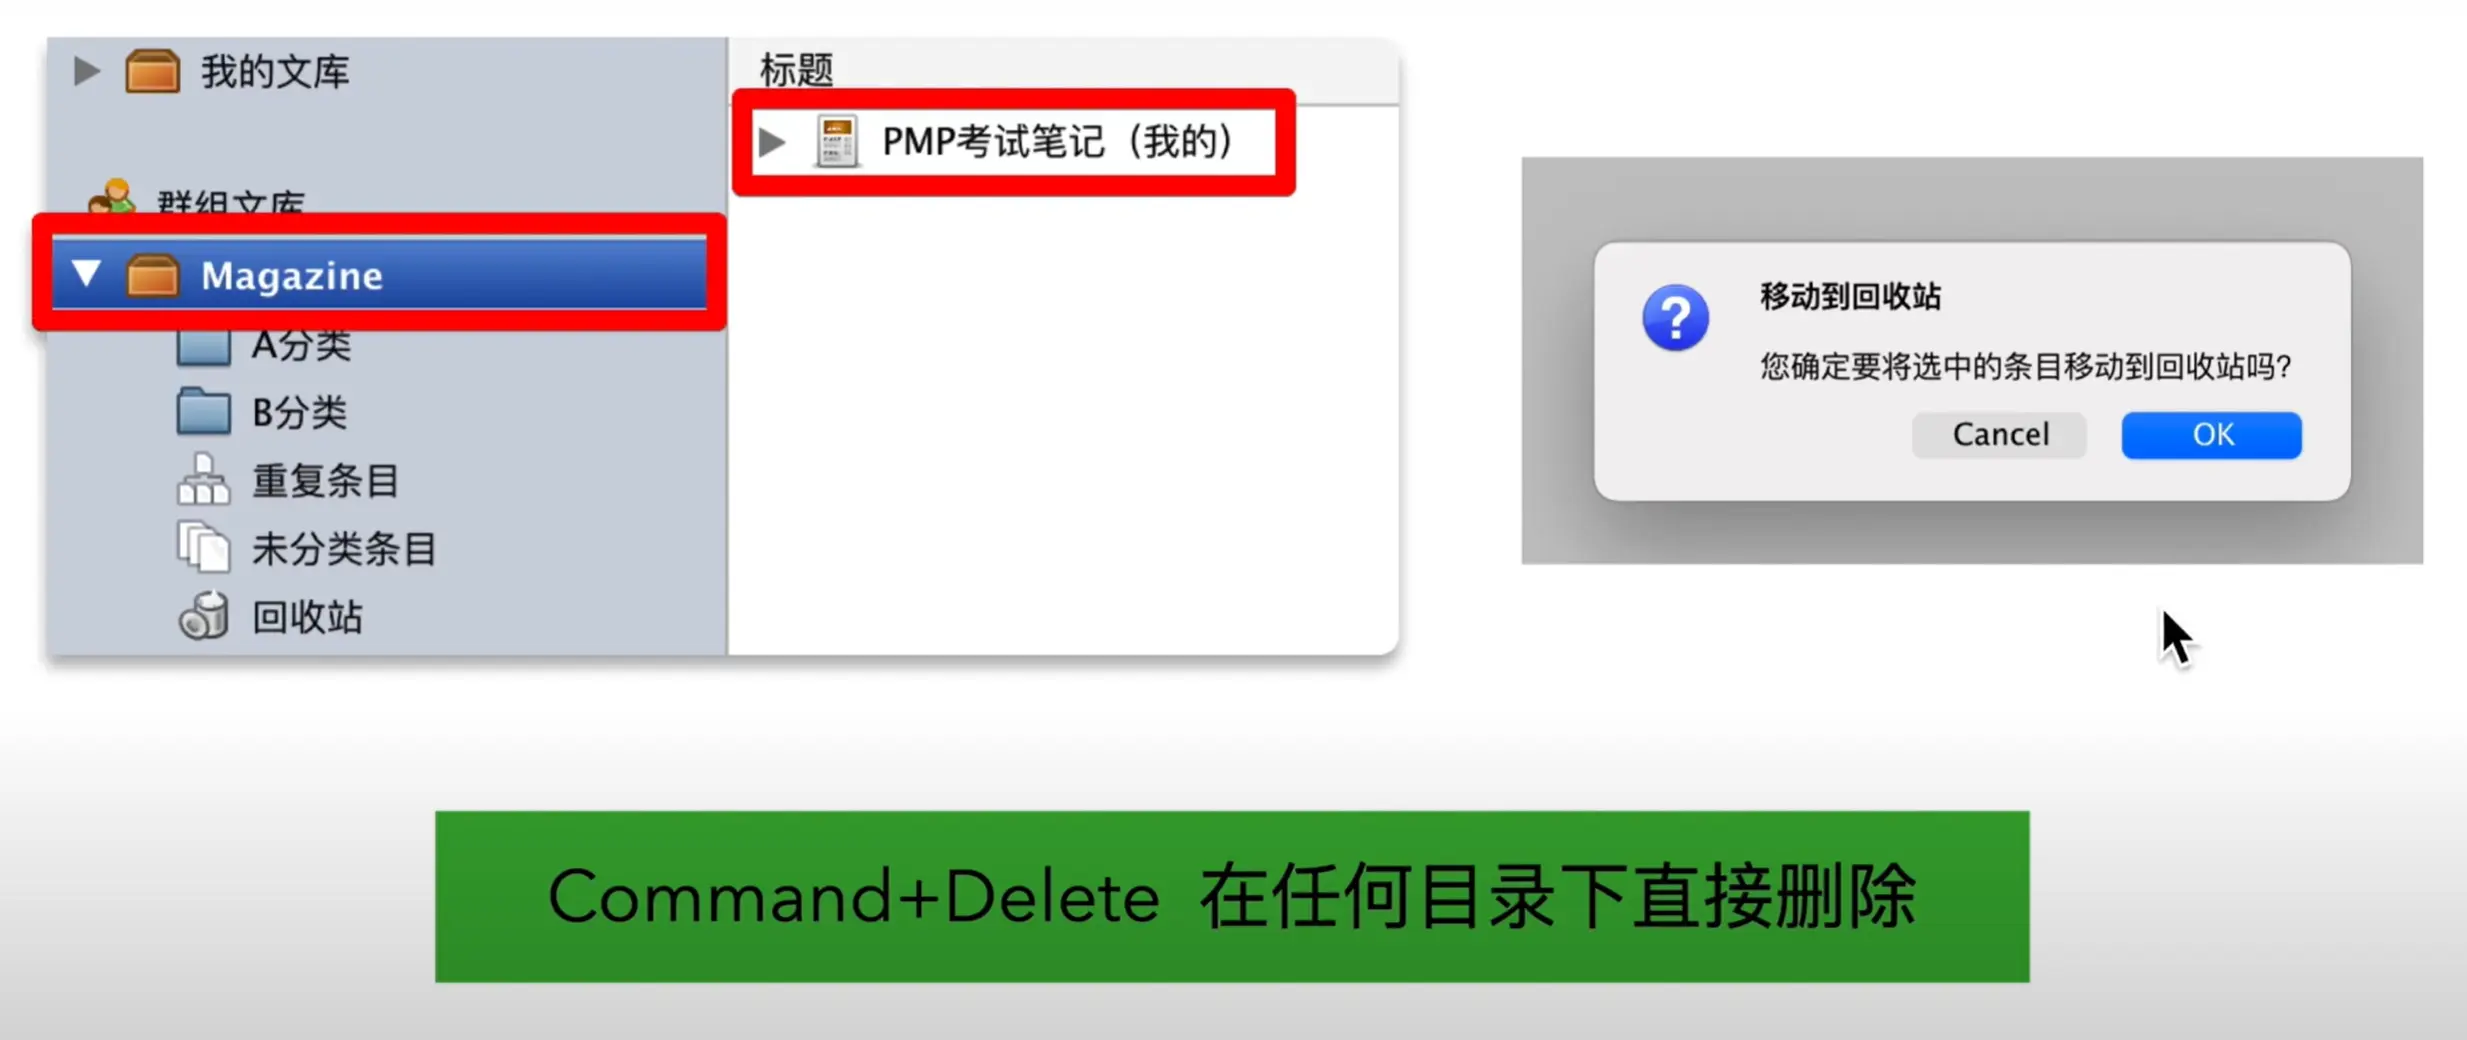 我的文库
群组文库
Magazine
A分类
B分类
重复条目
未分类条目
回收站
标题
PMP考试笔记（我的）
移动到回收站
您确定要将选中的条目移动到回收站吗?
Cancel
OK
Command+Delete 在任何目录下直接删除